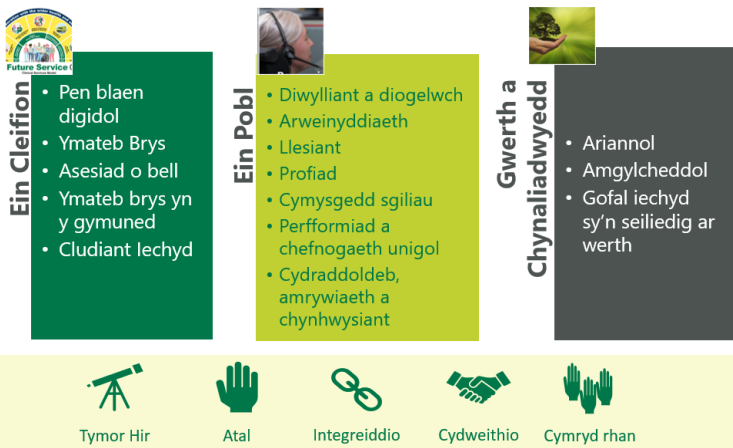 Future Service
Ein Cleifion
• Pen blaen
digidol
• Ymateb Brys
• Asesiad o bell
• Ymateb brys yn
y gymuned
• Cludiant Iechyd
Ein Pobl
• Diwylliant a diogelwch
• Arweinyddiaeth
• Llesiant
• Profiad
• Cymysgedd sgiliau
• Perfformiad a
chefnogaeth unigol
• Cydraddoldeb,
amrywiaeth a
chynhwysiant
Gwerth a
Chynaliadwyedd
• Ariannol
• Amgylcheddol
• Gofal iechyd
sy'n seiliedig ar
werth
Tymor Hir
Atal
Integreiddio
Cydweithio
Cymryd rhan